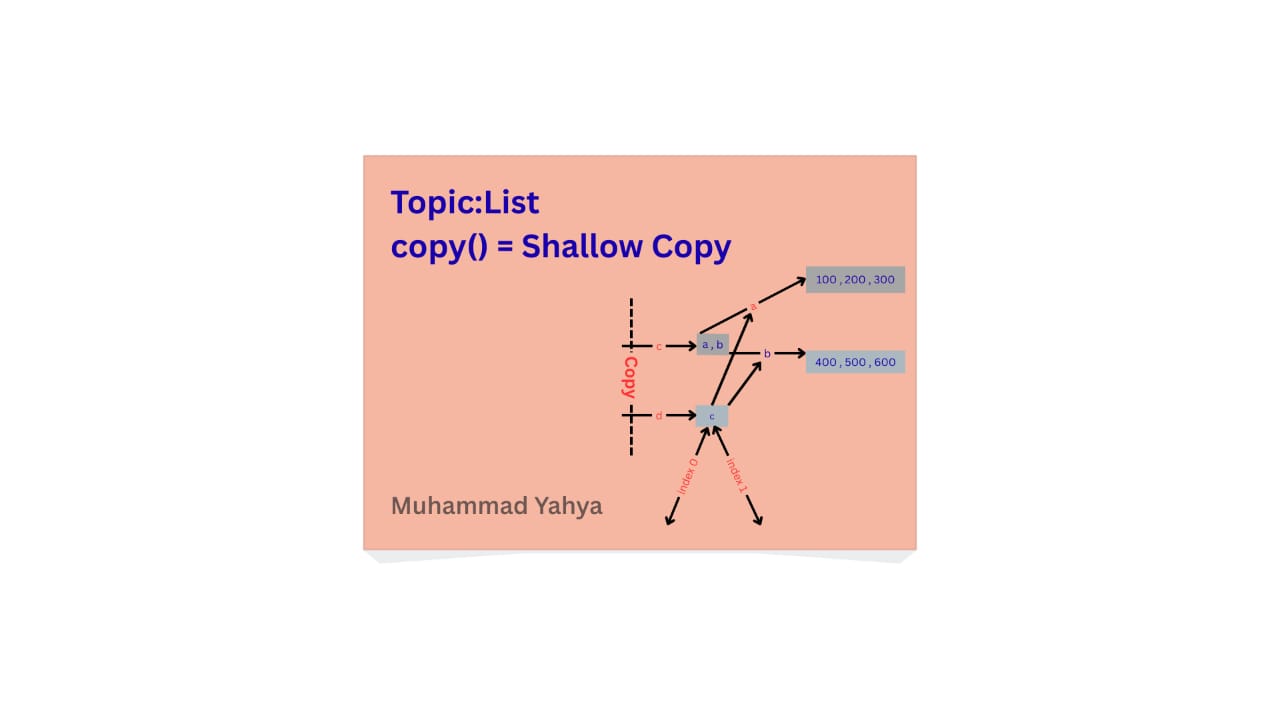 Topic:List
copy() = Shallow Copy
100 , 200 , 300
a
c
a , b
b
400 , 500 , 600
Copy
d
c
index 0
index 1
Muhammad Yahya